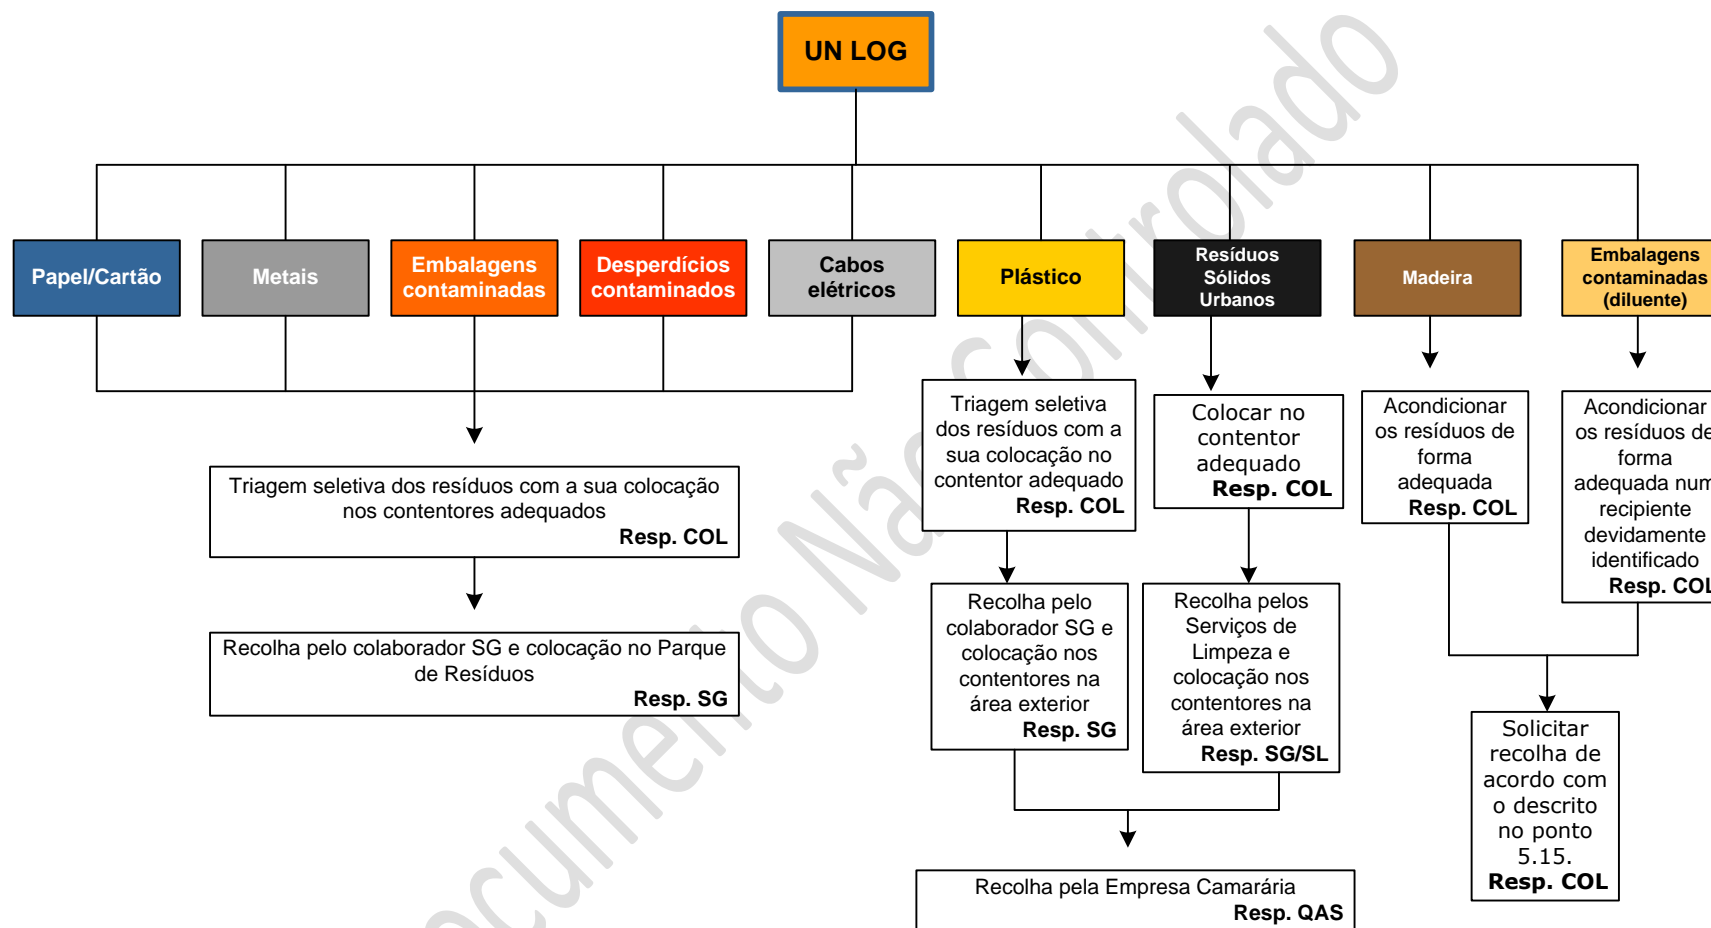 UN LOG
Papel/Cartão
Metais
Embalagens
contaminadas
Desperdícios
contaminados
Cabos
elétricos
Plástico
Resíduos
Sólidos
Urbanos
Madeira
Embalagens
contaminadas
(diluente)
Triagem seletiva dos resíduos com a sua colocação
nos contentores adequados
Resp. COL
Recolha pelo colaborador SG e colocação no Parque
de Resíduos
Resp. SG
Triagem seletiva
dos resíduos com a
sua colocação no
contentor adequado
Resp. COL
Recolha pelo
colaborador SG e
colocação nos
contentores na
área exterior
Resp. SG
Colocar no
contentor
adequado
Resp. COL
Recolha pelos
Serviços de
Limpeza e
colocação nos
contentores na
área exterior
Resp. SG/SL
Recolha pela Empresa Camarária
Resp. QAS
Acondicionar
os resíduos de
forma
adequada
Resp. COL
Acondicionar
os resíduos de
forma
adequada num
recipiente
devidamente
identificado
Resp. COL
Solicitar
recolha de
acordo com
o descrito
no ponto
5.15.
Resp. COL
ocumento Não Controlado